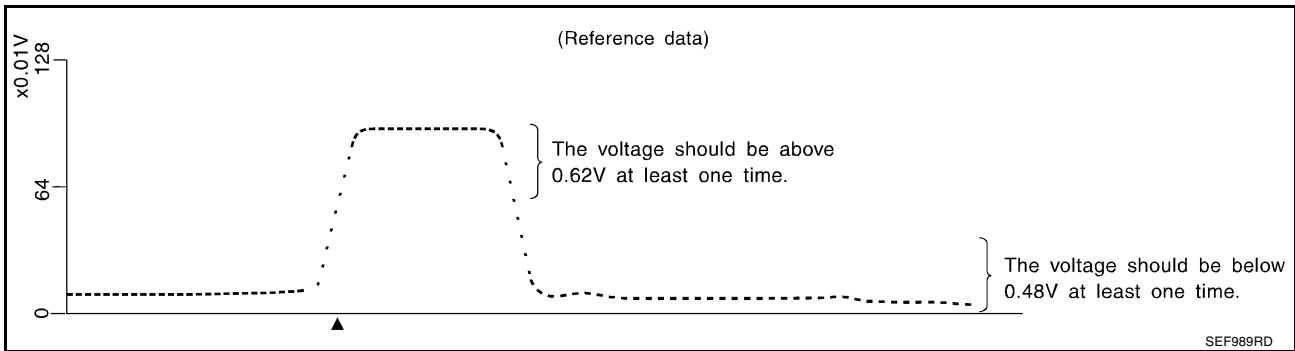 (Reference data)
x0.01V
128
64
0
The voltage should be above
0.62V at least one time.
The voltage should be below
0.48V at least one time.
SEF989RD